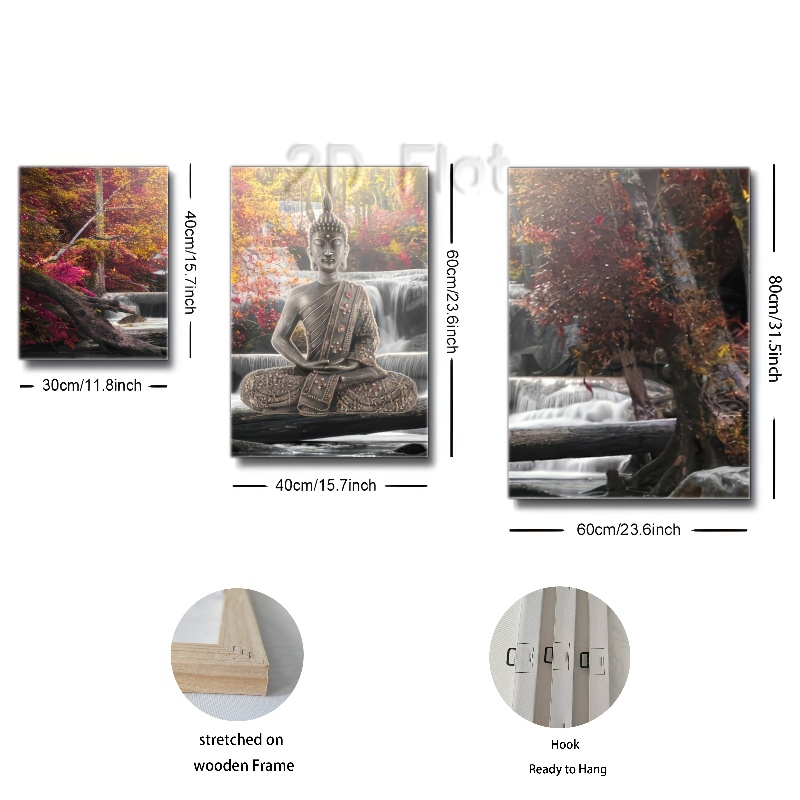 2D Flat
40cm/15.7inch
60cm/23.6inch
80cm/31.5inch
30cm/11.8inch
40cm/15.7inch
60cm/23.6inch
stretched on
wooden Frame
Hook
Ready to Hang